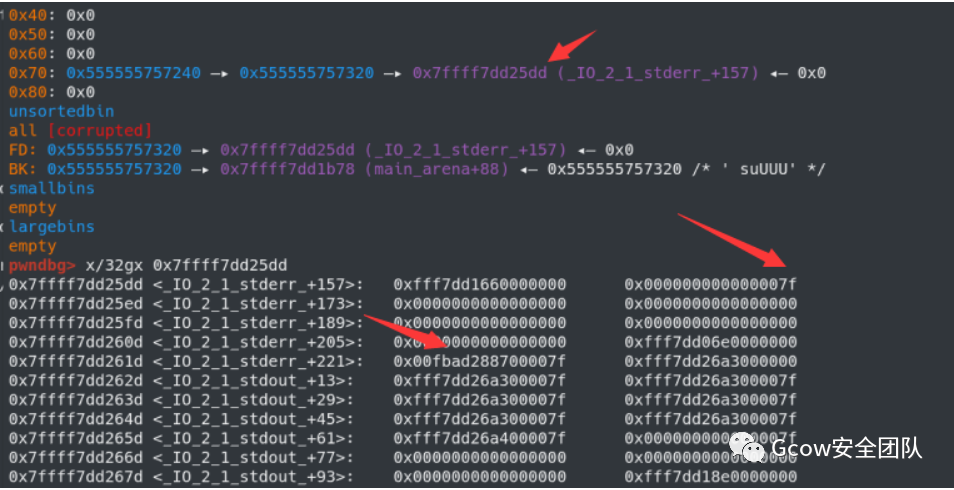 0x40: 0x0
0x50: 0x0
0x60: 0x0
0x70: 0x555555757240 —▸ 0x555555757320 —▸ 0x7ffff7dd25dd (_IO_2_1_stderr_+157) ◂— 0x0
0x80: 0x0
unsortedbin
all [corrupted]
FD: 0x555555757320 —▸ 0x7ffff7dd25dd (_IO_2_1_stderr_+157) ◂— 0x0
BK: 0x555555757320 —▸ 0x7ffff7dd1b78 (main_arena+88) ◂— 0x555555757320 /* ' suUUU' */
smallbins
empty
largebins
empty
pwndbg> x/32gx 0x7ffff7dd25dd
0x7ffff7dd25dd <_IO_2_1_stderr_+157>: 0xfff7dd1660000000 0x000000000000007f
0x7ffff7dd25ed <_IO_2_1_stderr_+173>: 0x0000000000000000 0x0000000000000000
0x7ffff7dd25fd <_IO_2_1_stderr_+189>: 0x0000000000000000 0x0000000000000000
0x7ffff7dd260d <_IO_2_1_stderr_+205>: 0xfff7dd06e0000000
0x7ffff7dd261d <_IO_2_1_stderr_+221>: 0x00fbad288700007f 0xfff7dd26a3000000
0x7ffff7dd262d <_IO_2_1_stdout_+13>: 0xfff7dd26a300007f 0xfff7dd26a300007f
0x7ffff7dd263d <_IO_2_1_stdout_+29>: 0xfff7dd26a300007f 0xfff7dd26a300007f
0x7ffff7dd264d <_IO_2_1_stdout_+45>: 0xfff7dd26a300007f 0xfff7dd26a300007f
0x7ffff7dd265d <_IO_2_1_stdout_+61>: 0xfff7dd26a400007f
0x7ffff7dd266d <_IO_2_1_stdout_+77>: 0x0000000000000000
0x7ffff7dd267d <_IO_2_1_stdout_+93>: 0x0000000000000000 0xfff7dd18e0000000
Gcow安全团队